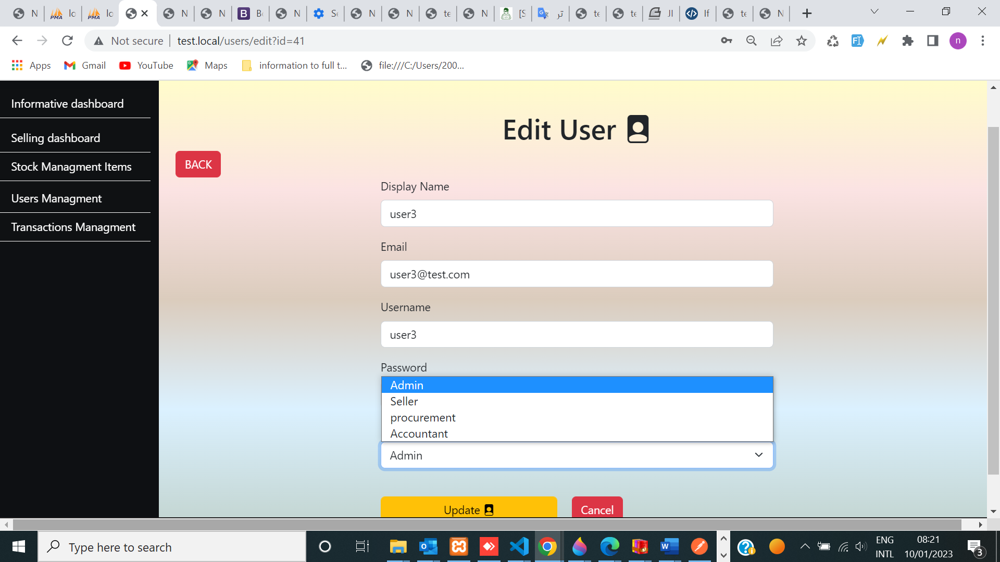 N
lo
lo
N
N
B
N
Se
N
N
te
N
[S
تر
te
te
JI
If
te
N
Not secure
test.local/users/edit?id=41
n
Apps
Gmail
YouTube
Maps
information to full t...
file:///C:/Users/200...
Informative dashboard
Selling dashboard
Stock Managment Items
Users Managment
Transactions Managment
Edit User
BACK
Display Name
user3
Email
user3@test.com
Username
user3
Password
Admin
Seller
procurement
Accountant
Admin
Update
Cancel
Type here to search
ENG
INTL
08:21
10/01/2023
3